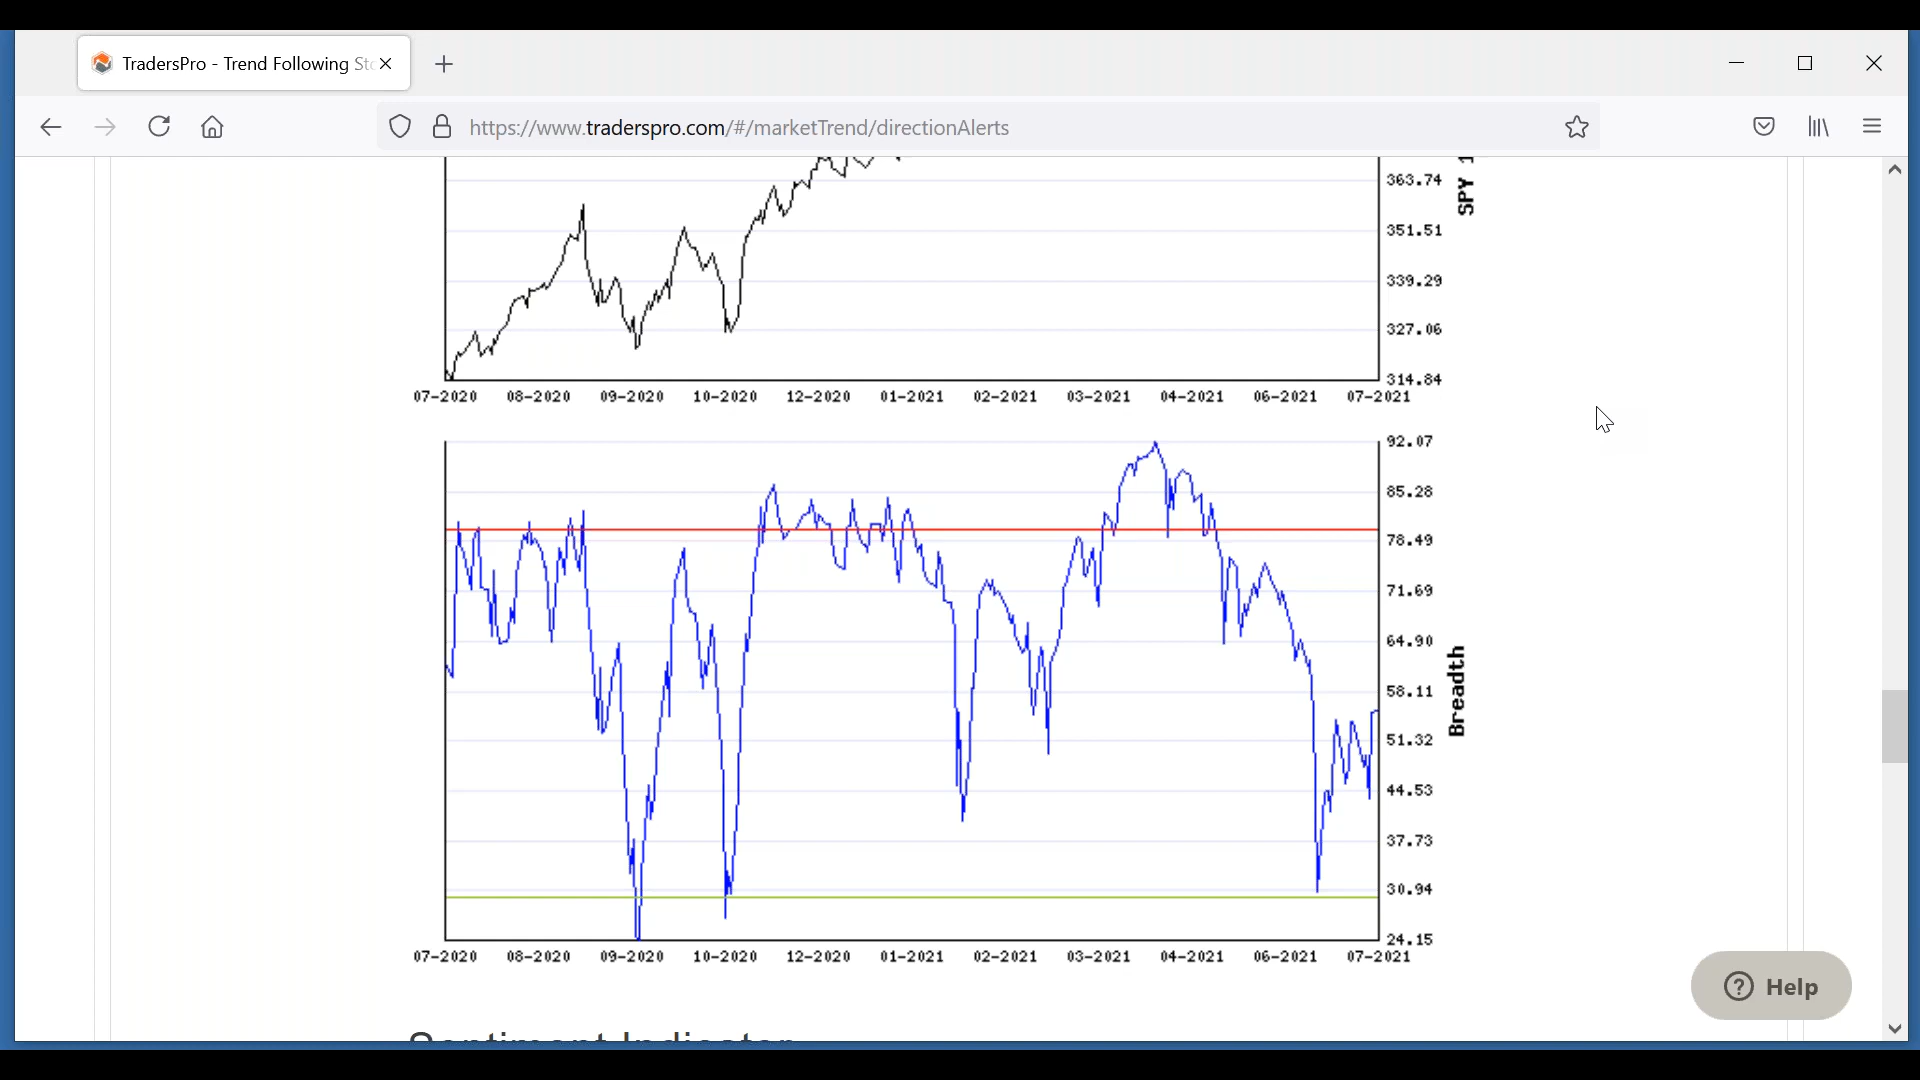 TradersPro - Trend Following Sto
https://www.traderspro.com/#/marketTrend/directionAlerts
363.74
351.51
339.29
327.06
314.84
SPY 1
07-2020 08-2020 09-2020 10-2020 12-2020 01-2021 02-2021 03-2021 04-2021 06-2021 07-2021
92.07
85.28
78.49
71.69
64.90
58.11
51.32
44.53
37.73
30.94
24.15
Breadth
07-2020 08-2020 09-2020 10-2020 12-2020 01-2021 02-2021 03-2021 04-2021 06-2021 07-2021
Help
Sentiment Indicator